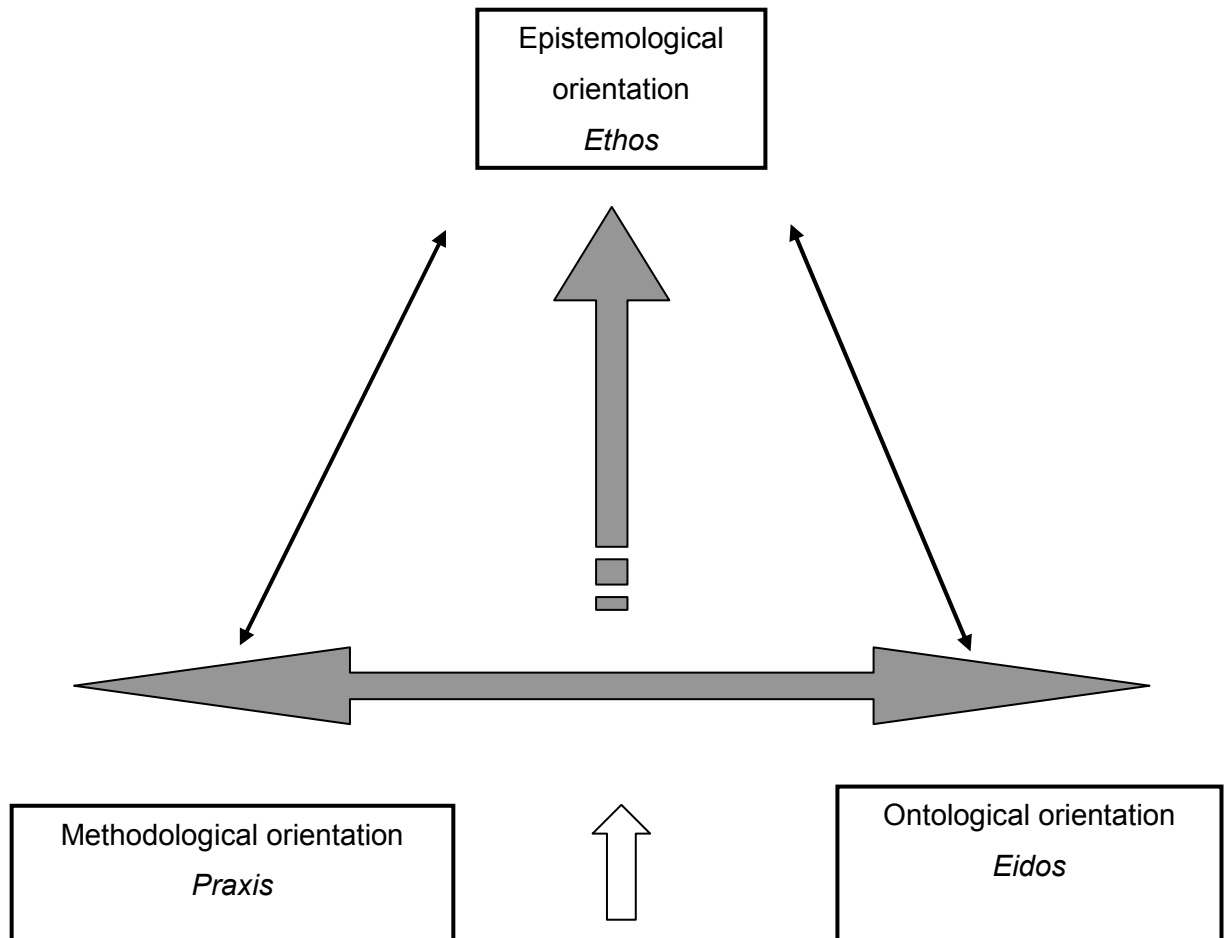 Epistemological
orientation
Ethos
Methodological orientation
Praxis
Ontological orientation
Eidos